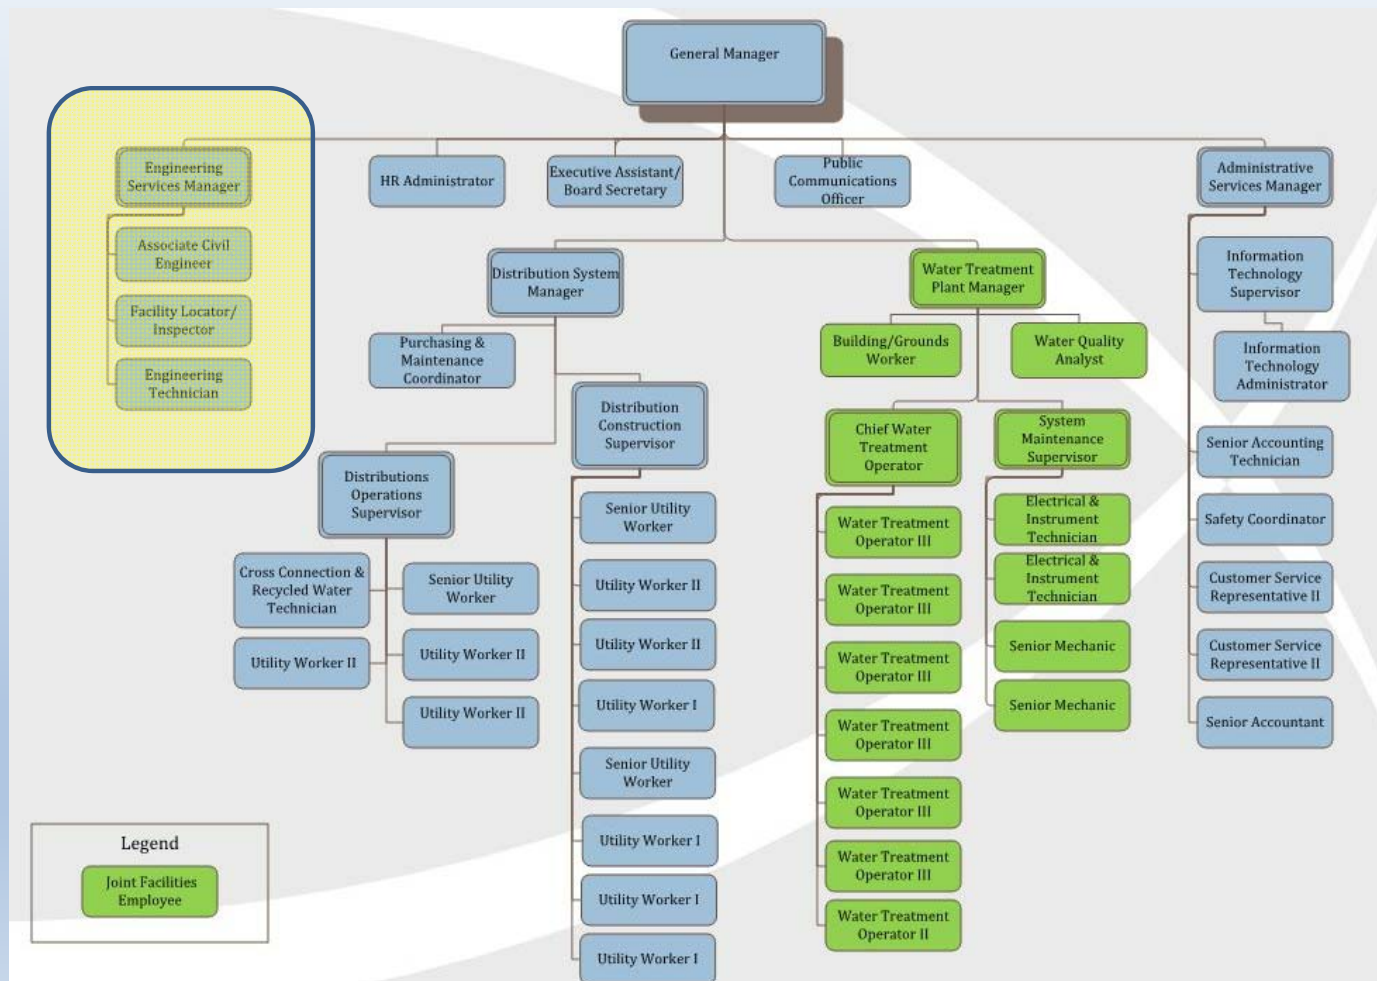 General Manager
Engineering
Services Manager
HR Administrator
Executive Assistant/
Board Secretary
Public
Communications
Officer
Administrative
Services Manager
Associate Civil
Engineer
Facility Locator/
Inspector
Engineering
Technician
Distribution System
Manager
Purchasing &
Maintenance
Coordinator
Distributions
Operations
Supervisor
Cross Connection &
Recycled Water
Technician
Utility Worker II
Senior Utility
Worker
Utility Worker II
Utility Worker II
Distribution
Construction
Supervisor
Senior Utility
Worker
Utility Worker II
Utility Worker II
Utility Worker I
Senior Utility
Worker
Utility Worker I
Utility Worker I
Utility Worker I
Water Treatment
Plant Manager
Building/Grounds
Worker
Water Quality
Analyst
Chief Water
Treatment
Operator
Water Treatment
Operator III
Water Treatment
Operator III
Water Treatment
Operator III
Water Treatment
Operator III
Water Treatment
Operator III
Water Treatment
Operator III
Water Treatment
Operator II
System
Maintenance
Supervisor
Electrical &
Instrument
Technician
Electrical &
Instrument
Technician
Senior Mechanic
Senior Mechanic
Information
Technology
Supervisor
Information
Technology
Administrator
Senior Accounting
Technician
Safety Coordinator
Customer Service
Representative II
Customer Service
Representative II
Senior Accountant
Legend
Joint Facilities
Employee